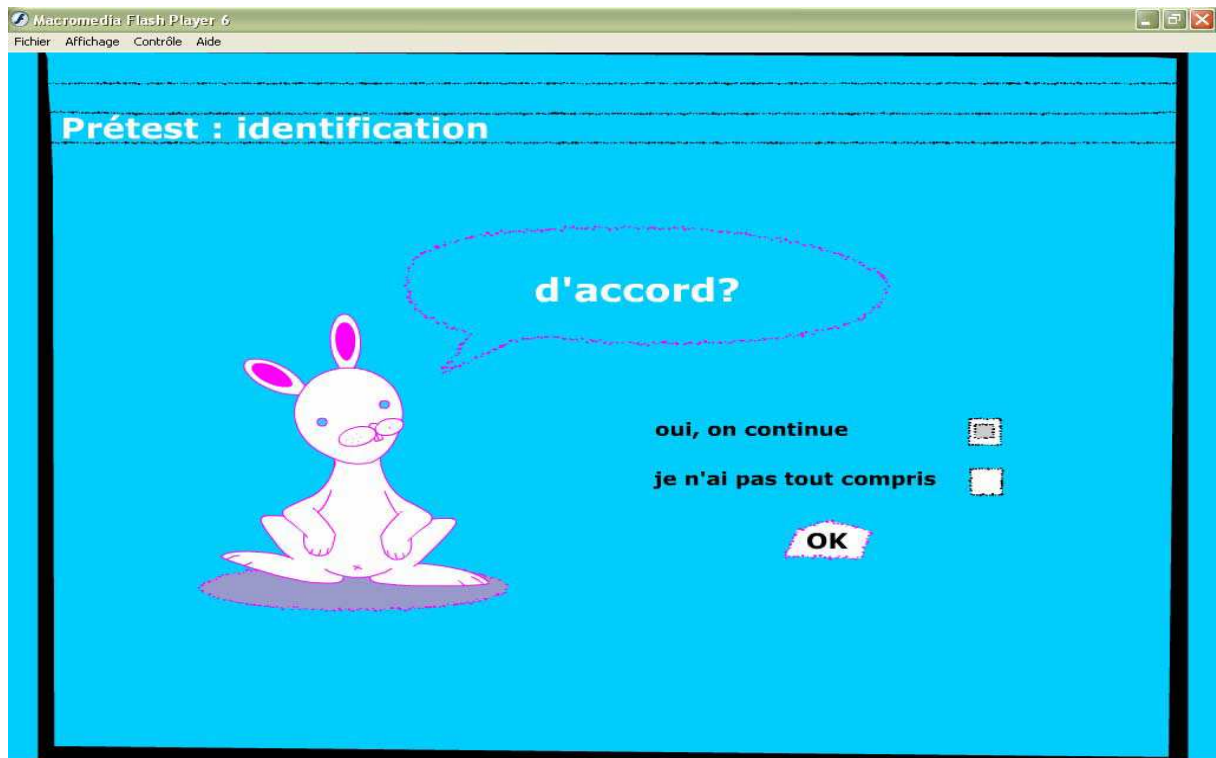 Macromedia Flash Player 6
Fichier Affichage Contrôle Aide
Prétest : identification
d'accord?
oui, on continue
je n'ai pas tout compris
OK